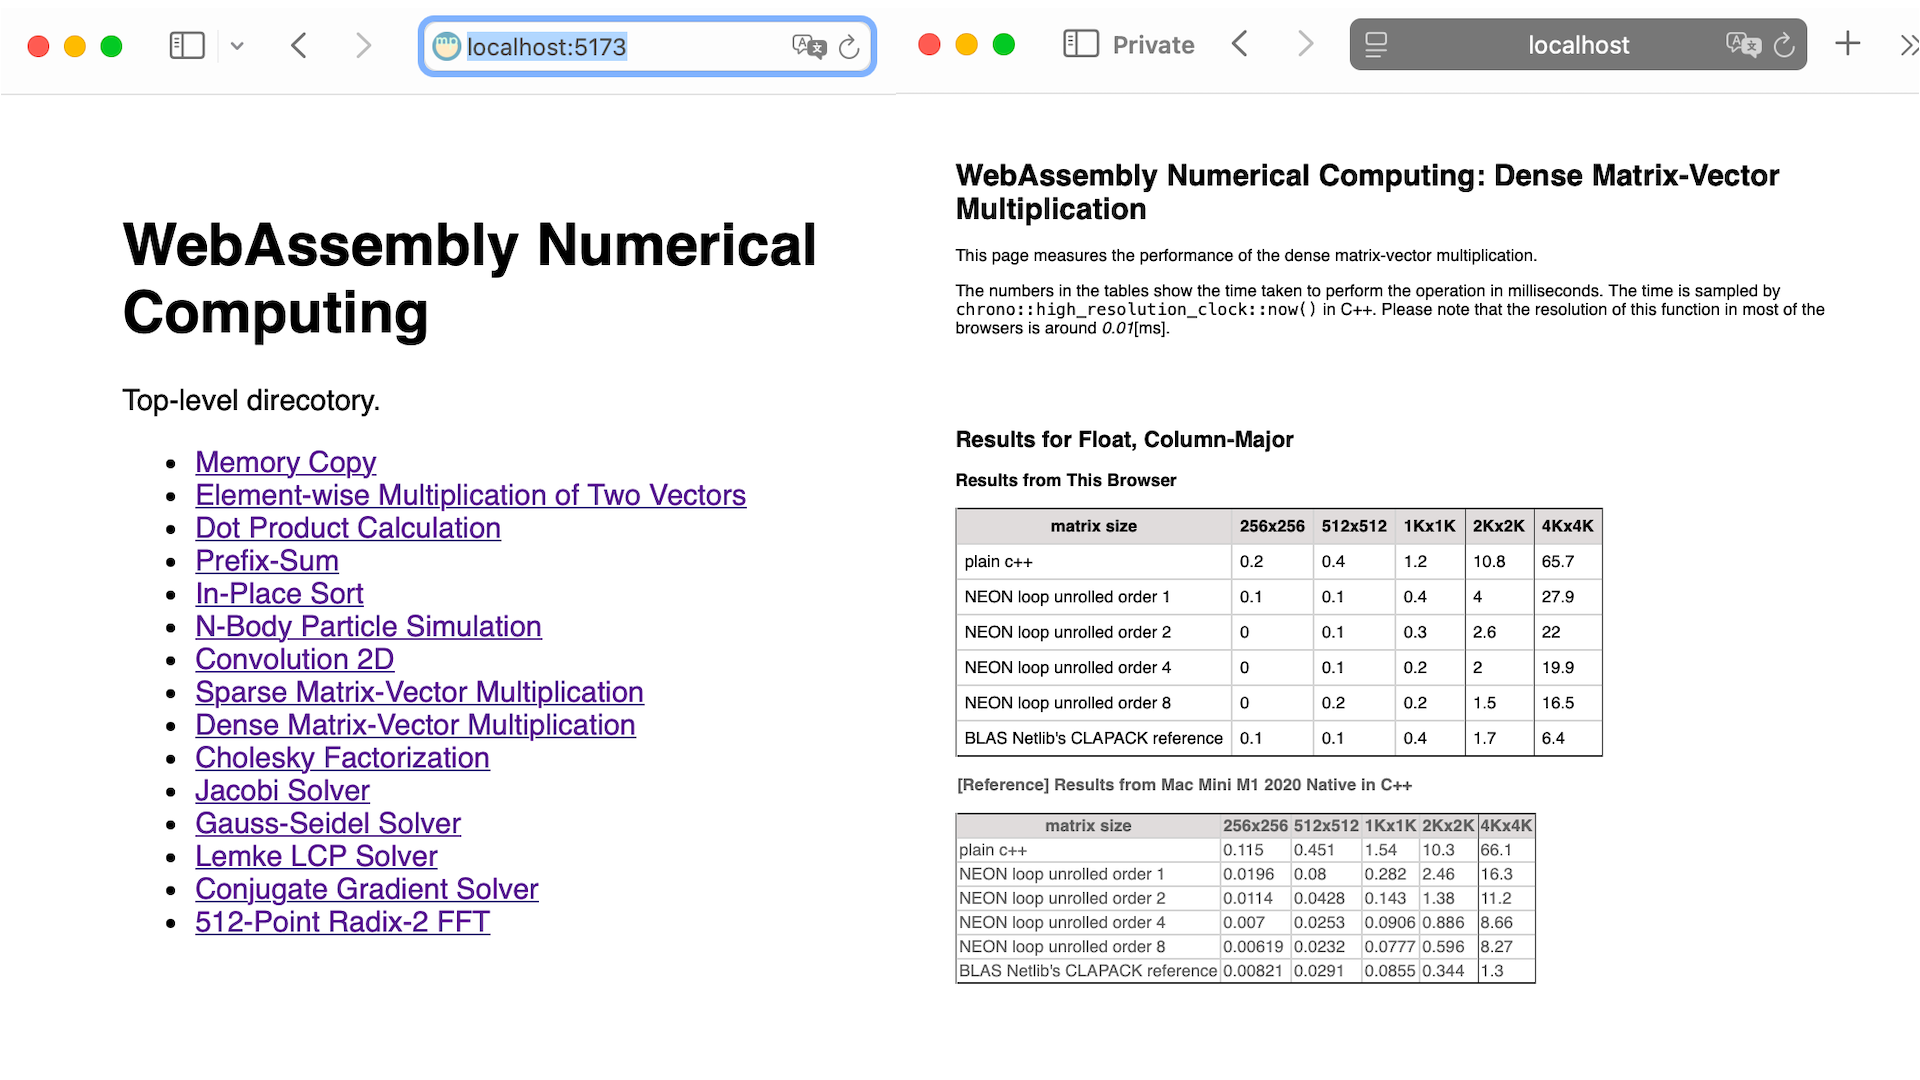 localhost:5173
WebAssembly Numerical
Computing
Top-level direcotory.
Memory Copy
Element-wise Multiplication of Two Vectors
Dot Product Calculation
Prefix-Sum
In-Place Sort
N-Body Particle Simulation
Convolution 2D
Sparse Matrix-Vector Multiplication
Dense Matrix-Vector Multiplication
Cholesky Factorization
Jacobi Solver
Gauss-Seidel Solver
Lemke LCP Solver
Conjugate Gradient Solver
512-Point Radix-2 FFT
Private
localhost
WebAssembly Numerical Computing: Dense Matrix-Vector
Multiplication
This page measures the performance of the dense matrix-vector multiplication.
The numbers in the tables show the time taken to perform the operation in milliseconds. The time is sampled by
chrono::high_resolution_clock::now() in C++. Please note that the resolution of this function in most of the
browsers is around 0.01[ms].
Results for Float, Column-Major
Results from This Browser
matrix size 256x256 512x512 1Kx1K 2Kx2K 4Kx4K
plain c++ 0.2 0.4 1.2 10.8 65.7
NEON loop unrolled order 1 0.1 0.1 0.4 4 27.9
NEON loop unrolled order 2 0 0.1 0.3 2.6 22
NEON loop unrolled order 4 0 0.1 0.2 2 19.9
NEON loop unrolled order 8 0 0.2 0.2 1.5 16.5
BLAS Netlib's CLAPACK reference 0.1 0.1 0.4 1.7 6.4
[Reference] Results from Mac Mini M1 2020 Native in C++
matrix size 256x256 512x512 1Kx1K 2Kx2K 4Kx4K
plain c++ 0.115 0.451 1.54 10.3 66.1
NEON loop unrolled order 1 0.0196 0.08 0.282 2.46 16.3
NEON loop unrolled order 2 0.0114 0.0428 0.143 1.38 11.2
NEON loop unrolled order 4 0.007 0.0253 0.0906 0.886 8.66
NEON loop unrolled order 8 0.00619 0.0232 0.0777 0.596 8.27
BLAS Netlib's CLAPACK reference 0.00821 0.0291 0.0855 0.344 1.3